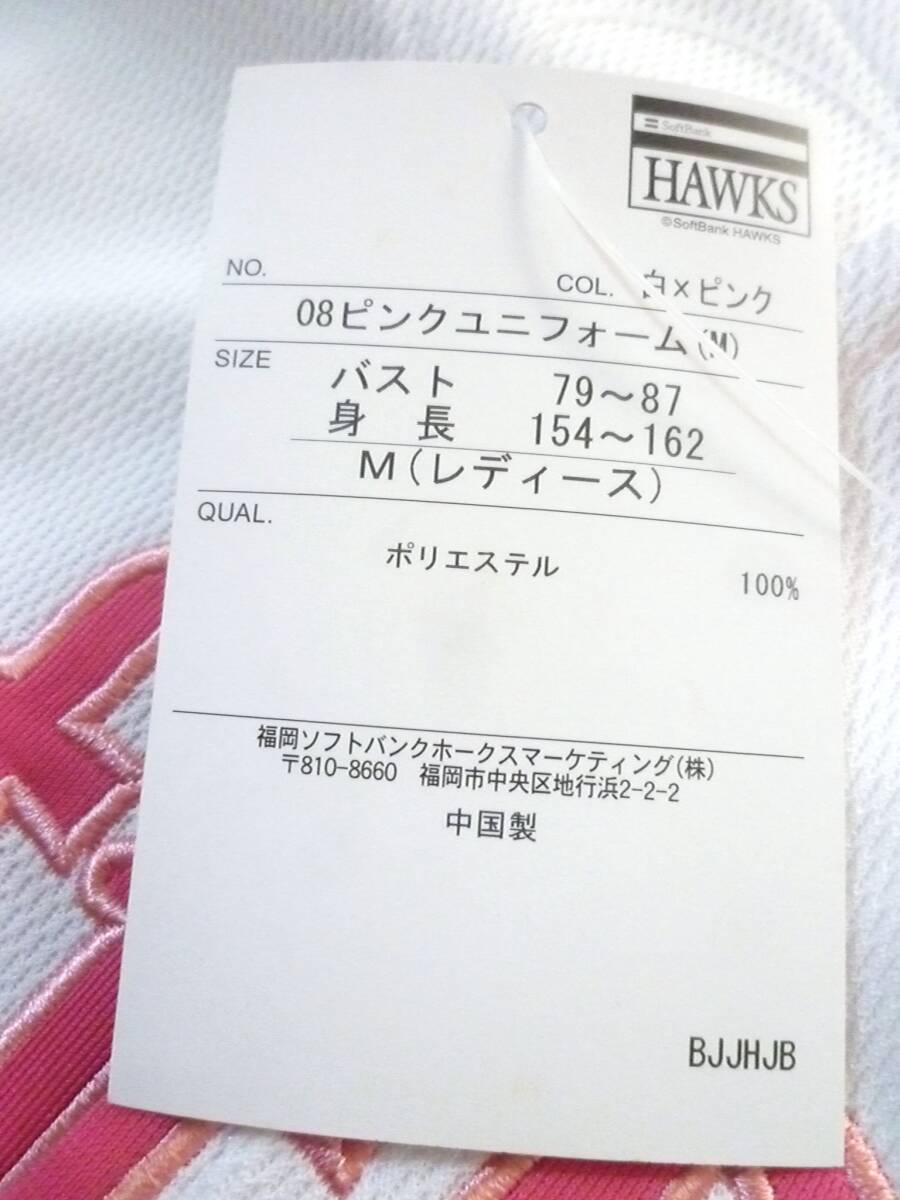 SoftBank
HAWKS
©SoftBank HAWKS
NO.
COL. 白×ピンク
08ピンクユニフォーム(M)
SIZE
バスト 79～87
身長 154～162
M(レディース)
QUAL.
ポリエステル 100%
福岡ソフトバンクホークスマーケティング(株)
〒810-8660 福岡市中央区地行浜2-2-2
中国製
BJJHJB